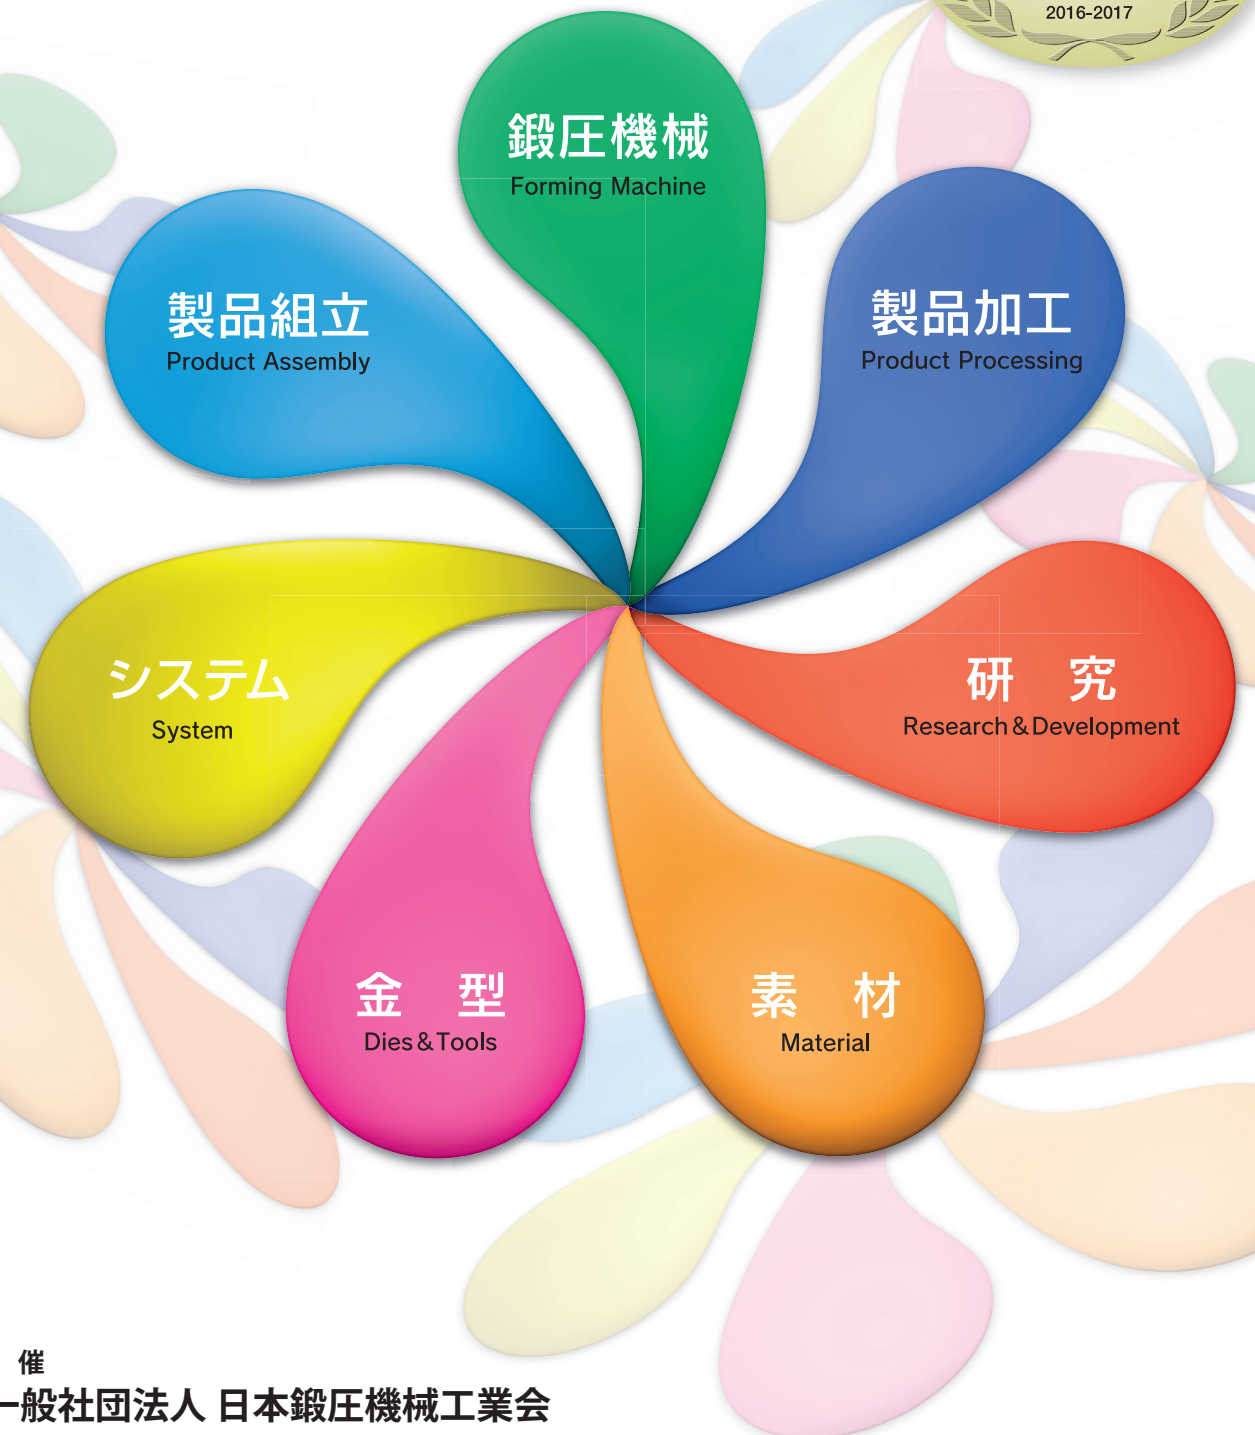 2016-2017
鍛圧機械
Forming Machine
製品組立
Product Assembly
製品加工
Product Processing
システム
System
研 究
Research&Development
金 型
Dies&Tools
素 材
Material
催
一般社団法人 日本鍛圧機械工業会